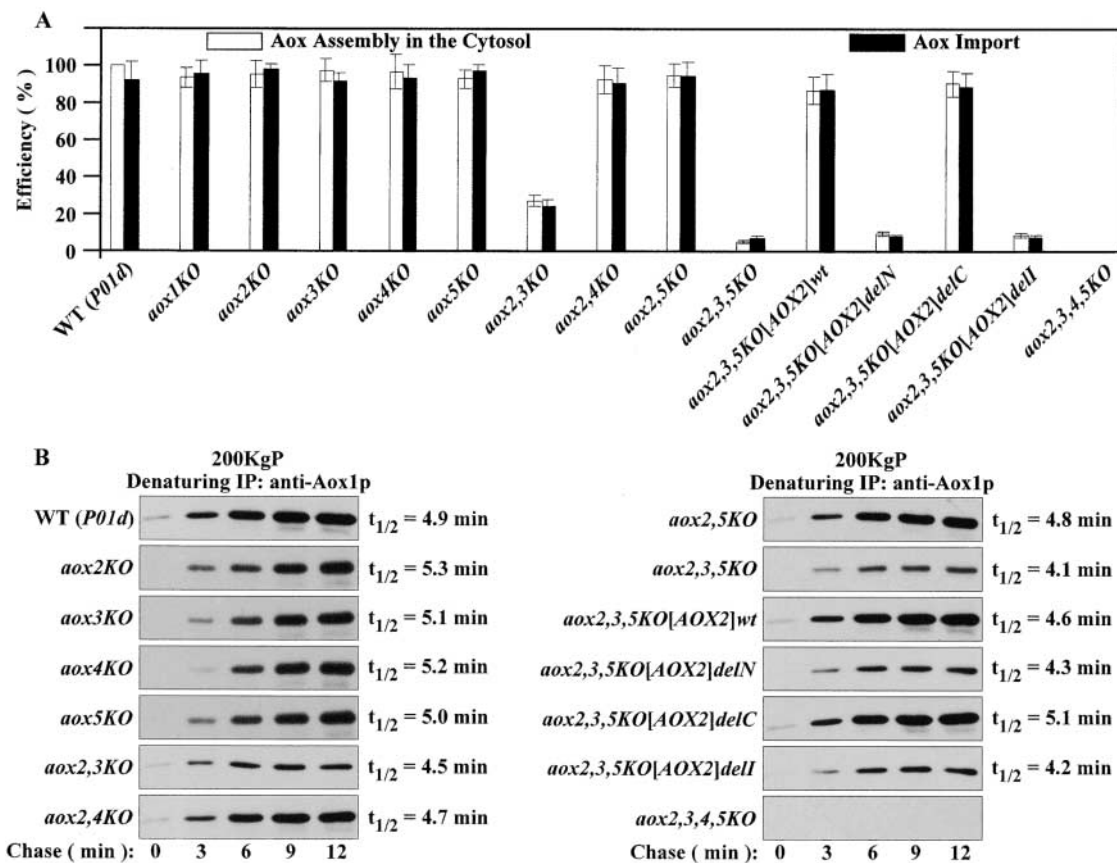 A
Aox Assembly in the Cytosol
Aox Import
Efficiency ( % )
100
80
60
40
20
0
WT (P01d)
aox1KO
aox2KO
aox3KO
aox4KO
aox5KO
aox2,3KO
aox2,4KO
aox2,5KO
aox2,3,5KO
aox2,3,5KO[AOX2]wt
aox2,3,5KO[AOX2]delN
aox2,3,5KO[AOX2]delC
aox2,3,5KO[AOX2]delI
aox2,3,4,5KO
B
200KgP
Denaturing IP: anti-Aox1p
WT (P01d) t1/2 = 4.9 min
aox2KO t1/2 = 5.3 min
aox3KO t1/2 = 5.1 min
aox4KO t1/2 = 5.2 min
aox5KO t1/2 = 5.0 min
aox2,3KO t1/2 = 4.5 min
aox2,4KO t1/2 = 4.7 min
Chase ( min ): 0 3 6 9 12
200KgP
Denaturing IP: anti-Aox1p
aox2,5KO t1/2 = 4.8 min
aox2,3,5KO t1/2 = 4.1 min
aox2,3,5KO[AOX2]wt t1/2 = 4.6 min
aox2,3,5KO[AOX2]delN t1/2 = 4.3 min
aox2,3,5KO[AOX2]delC t1/2 = 5.1 min
aox2,3,5KO[AOX2]delI t1/2 = 4.2 min
aox2,3,4,5KO
Chase ( min ): 0 3 6 9 12